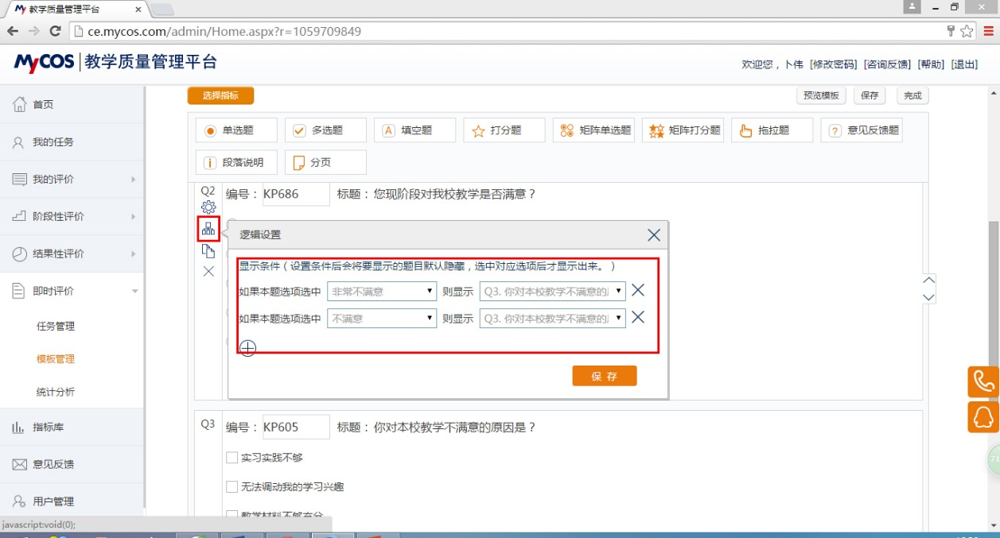 教学质量管理平台
ce.mycos.com/admin/Home.aspx?r=1059709849
MyCOS 教学质量管理平台
欢迎您，卜伟 [修改密码] [咨询反馈] [帮助] [退出]
首页
我的任务
我的评价
阶段性评价
结果性评价
即时评价
任务管理
模板管理
统计分析
指标库
意见反馈
用户管理
选择指标
预览模板
保存
完成
单选题
多选题
填空题
打分题
矩阵单选题
矩阵打分题
拖拉题
意见反馈题
段落说明
分页
Q2 编号：KP686 标题：您现阶段对我校教学是否满意？
逻辑设置
显示条件（设置条件后会将要显示的题目默认隐藏，选中对应选项后才显示出来。）
如果本题选项选中 非常不满意 则显示 Q3. 你对本校教学不满意的
如果本题选项选中 不满意 则显示 Q3. 你对本校教学不满意的
保 存
Q3 编号：KP605 标题：你对本校教学不满意的原因是？
实习实践不够
无法调动我的学习兴趣
教学材料不够充分
71
javascript:void(0);